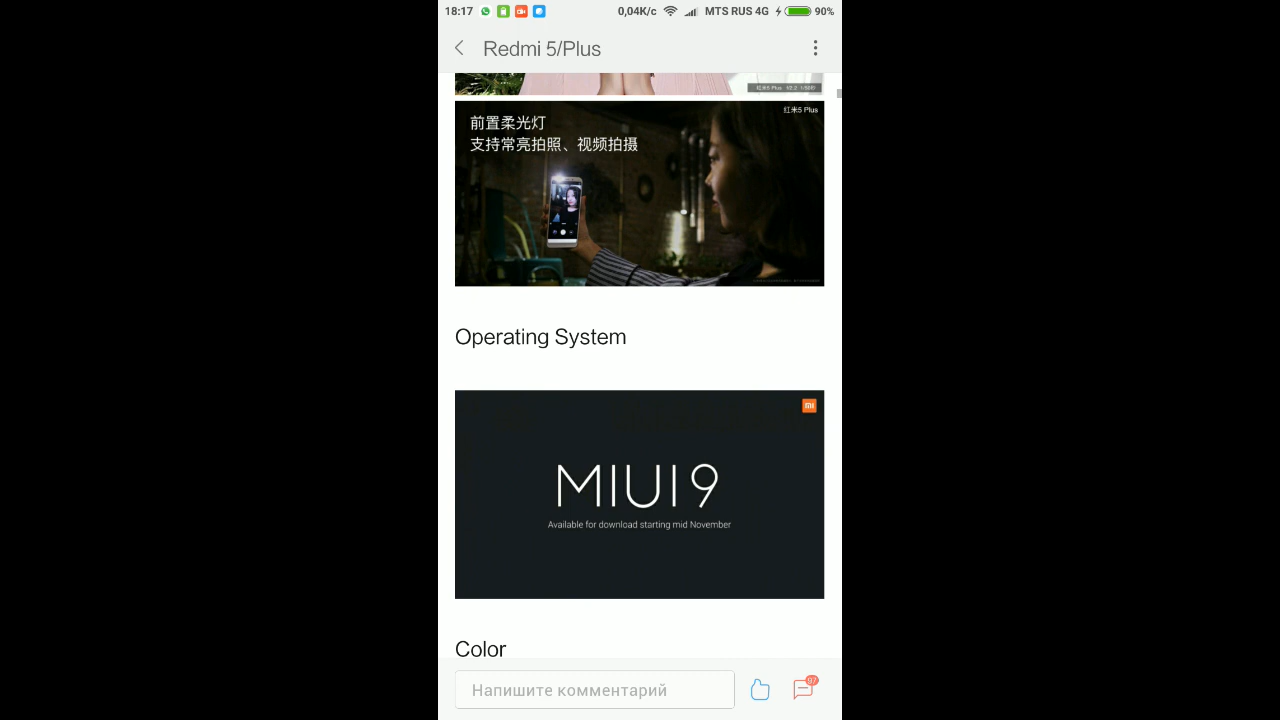 18:17
0,04K/c
MTS RUS 4G
90%
Redmi 5/Plus
红米5 Plus
前置柔光灯
支持常亮拍照、视频拍摄
Operating System
MI
MIUI 9
Available for download starting mid November
Color
Напишите комментарий
97